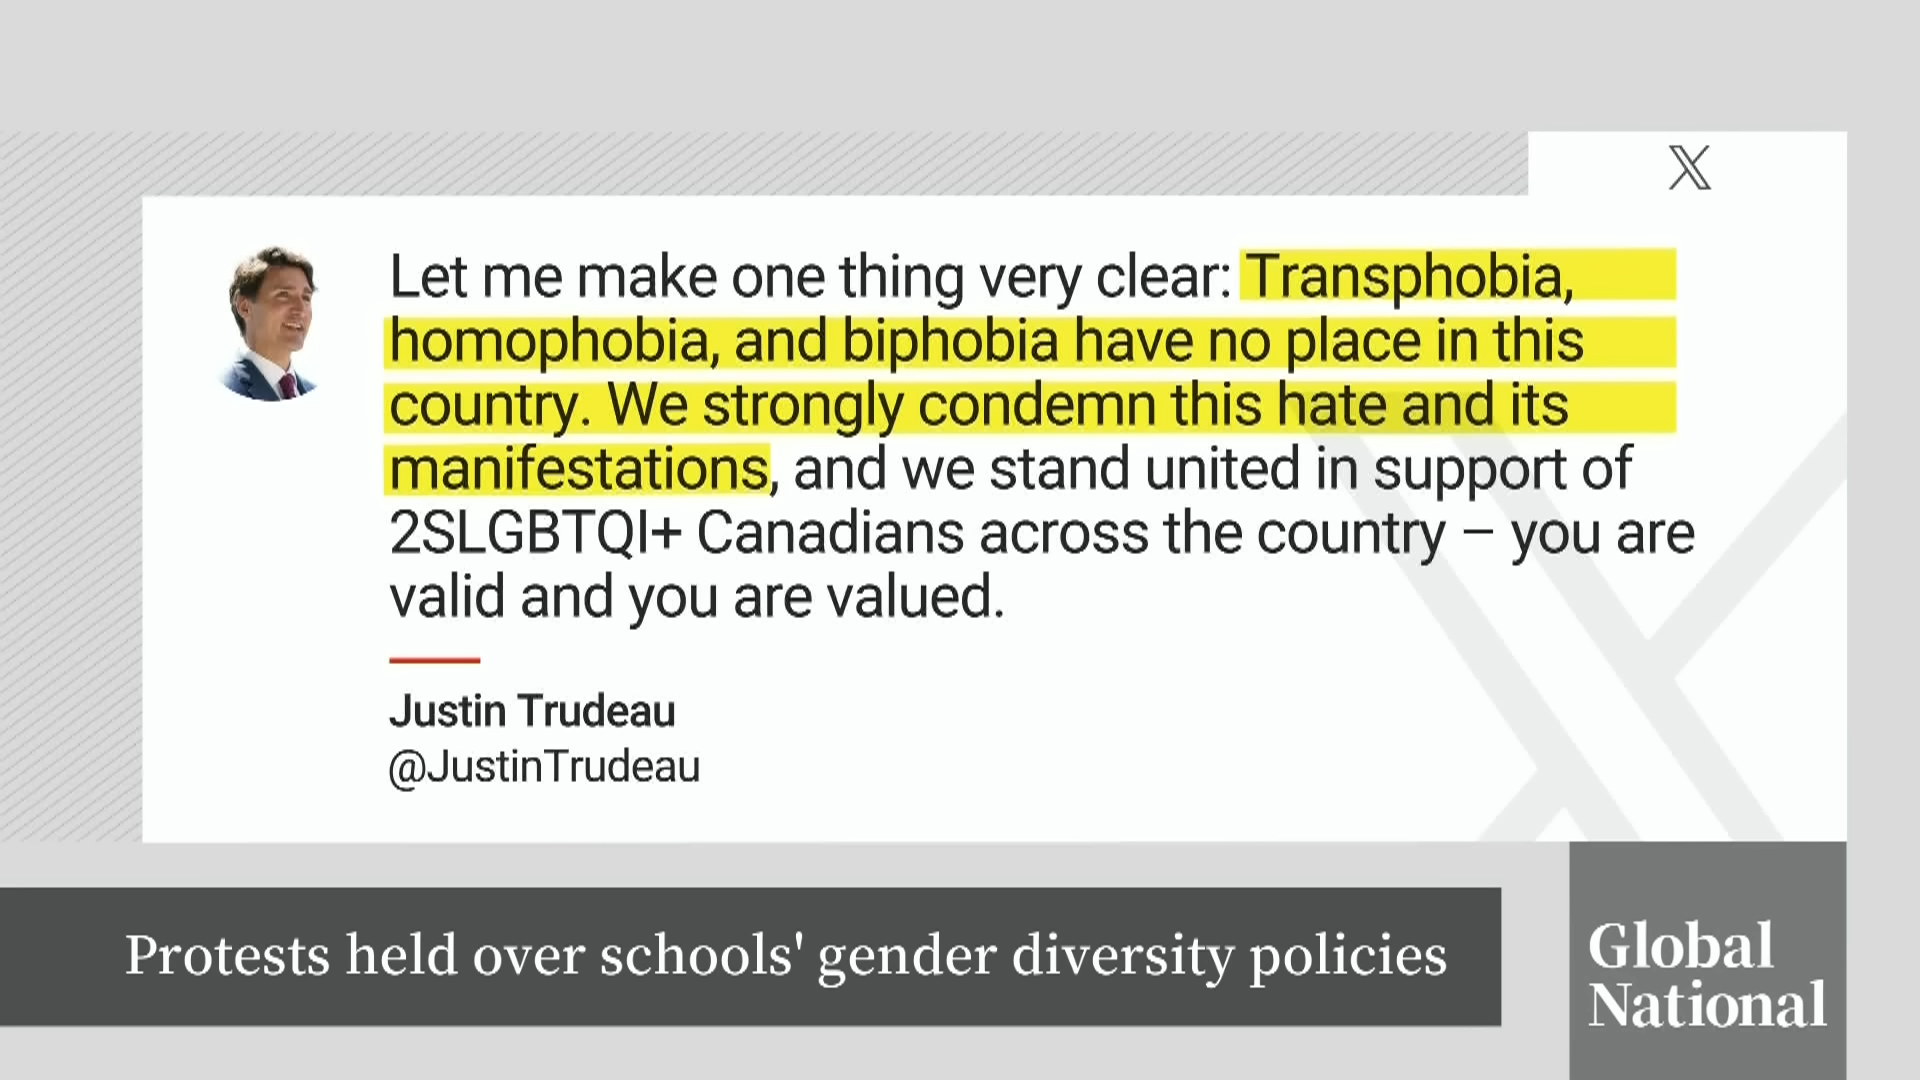 Let me make one thing very clear: Transphobia,
homophobia, and biphobia have no place in this
country. We strongly condemn this hate and its
manifestations, and we stand united in support of
2SLGBTQI+ Canadians across the country – you are
valid and you are valued.
Justin Trudeau
@JustinTrudeau
Protests held over schools' gender diversity policies
Global
National